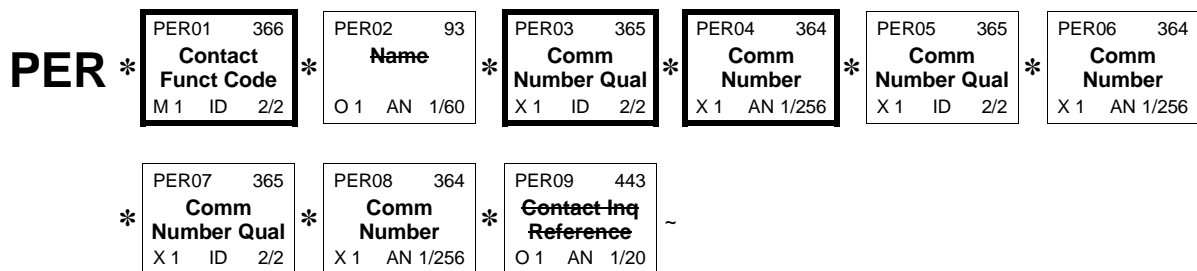 PER01 366 PER02 93 PER03 365 PER04 364 PER05 365 PER06 364
PER * Contact * Name * Comm * Comm * Comm * Comm
Funct Code Number Qual Number Number Qual Number
M 1 ID 2/2 O 1 AN 1/60 X 1 ID 2/2 X 1 AN 1/256 X 1 ID 2/2 X 1 AN 1/256
PER07 365 PER08 364 PER09 443
* Comm * Comm * Contact Inq ~
Number Qual Number Reference
X 1 ID 2/2 X 1 AN 1/256 O 1 AN 1/20